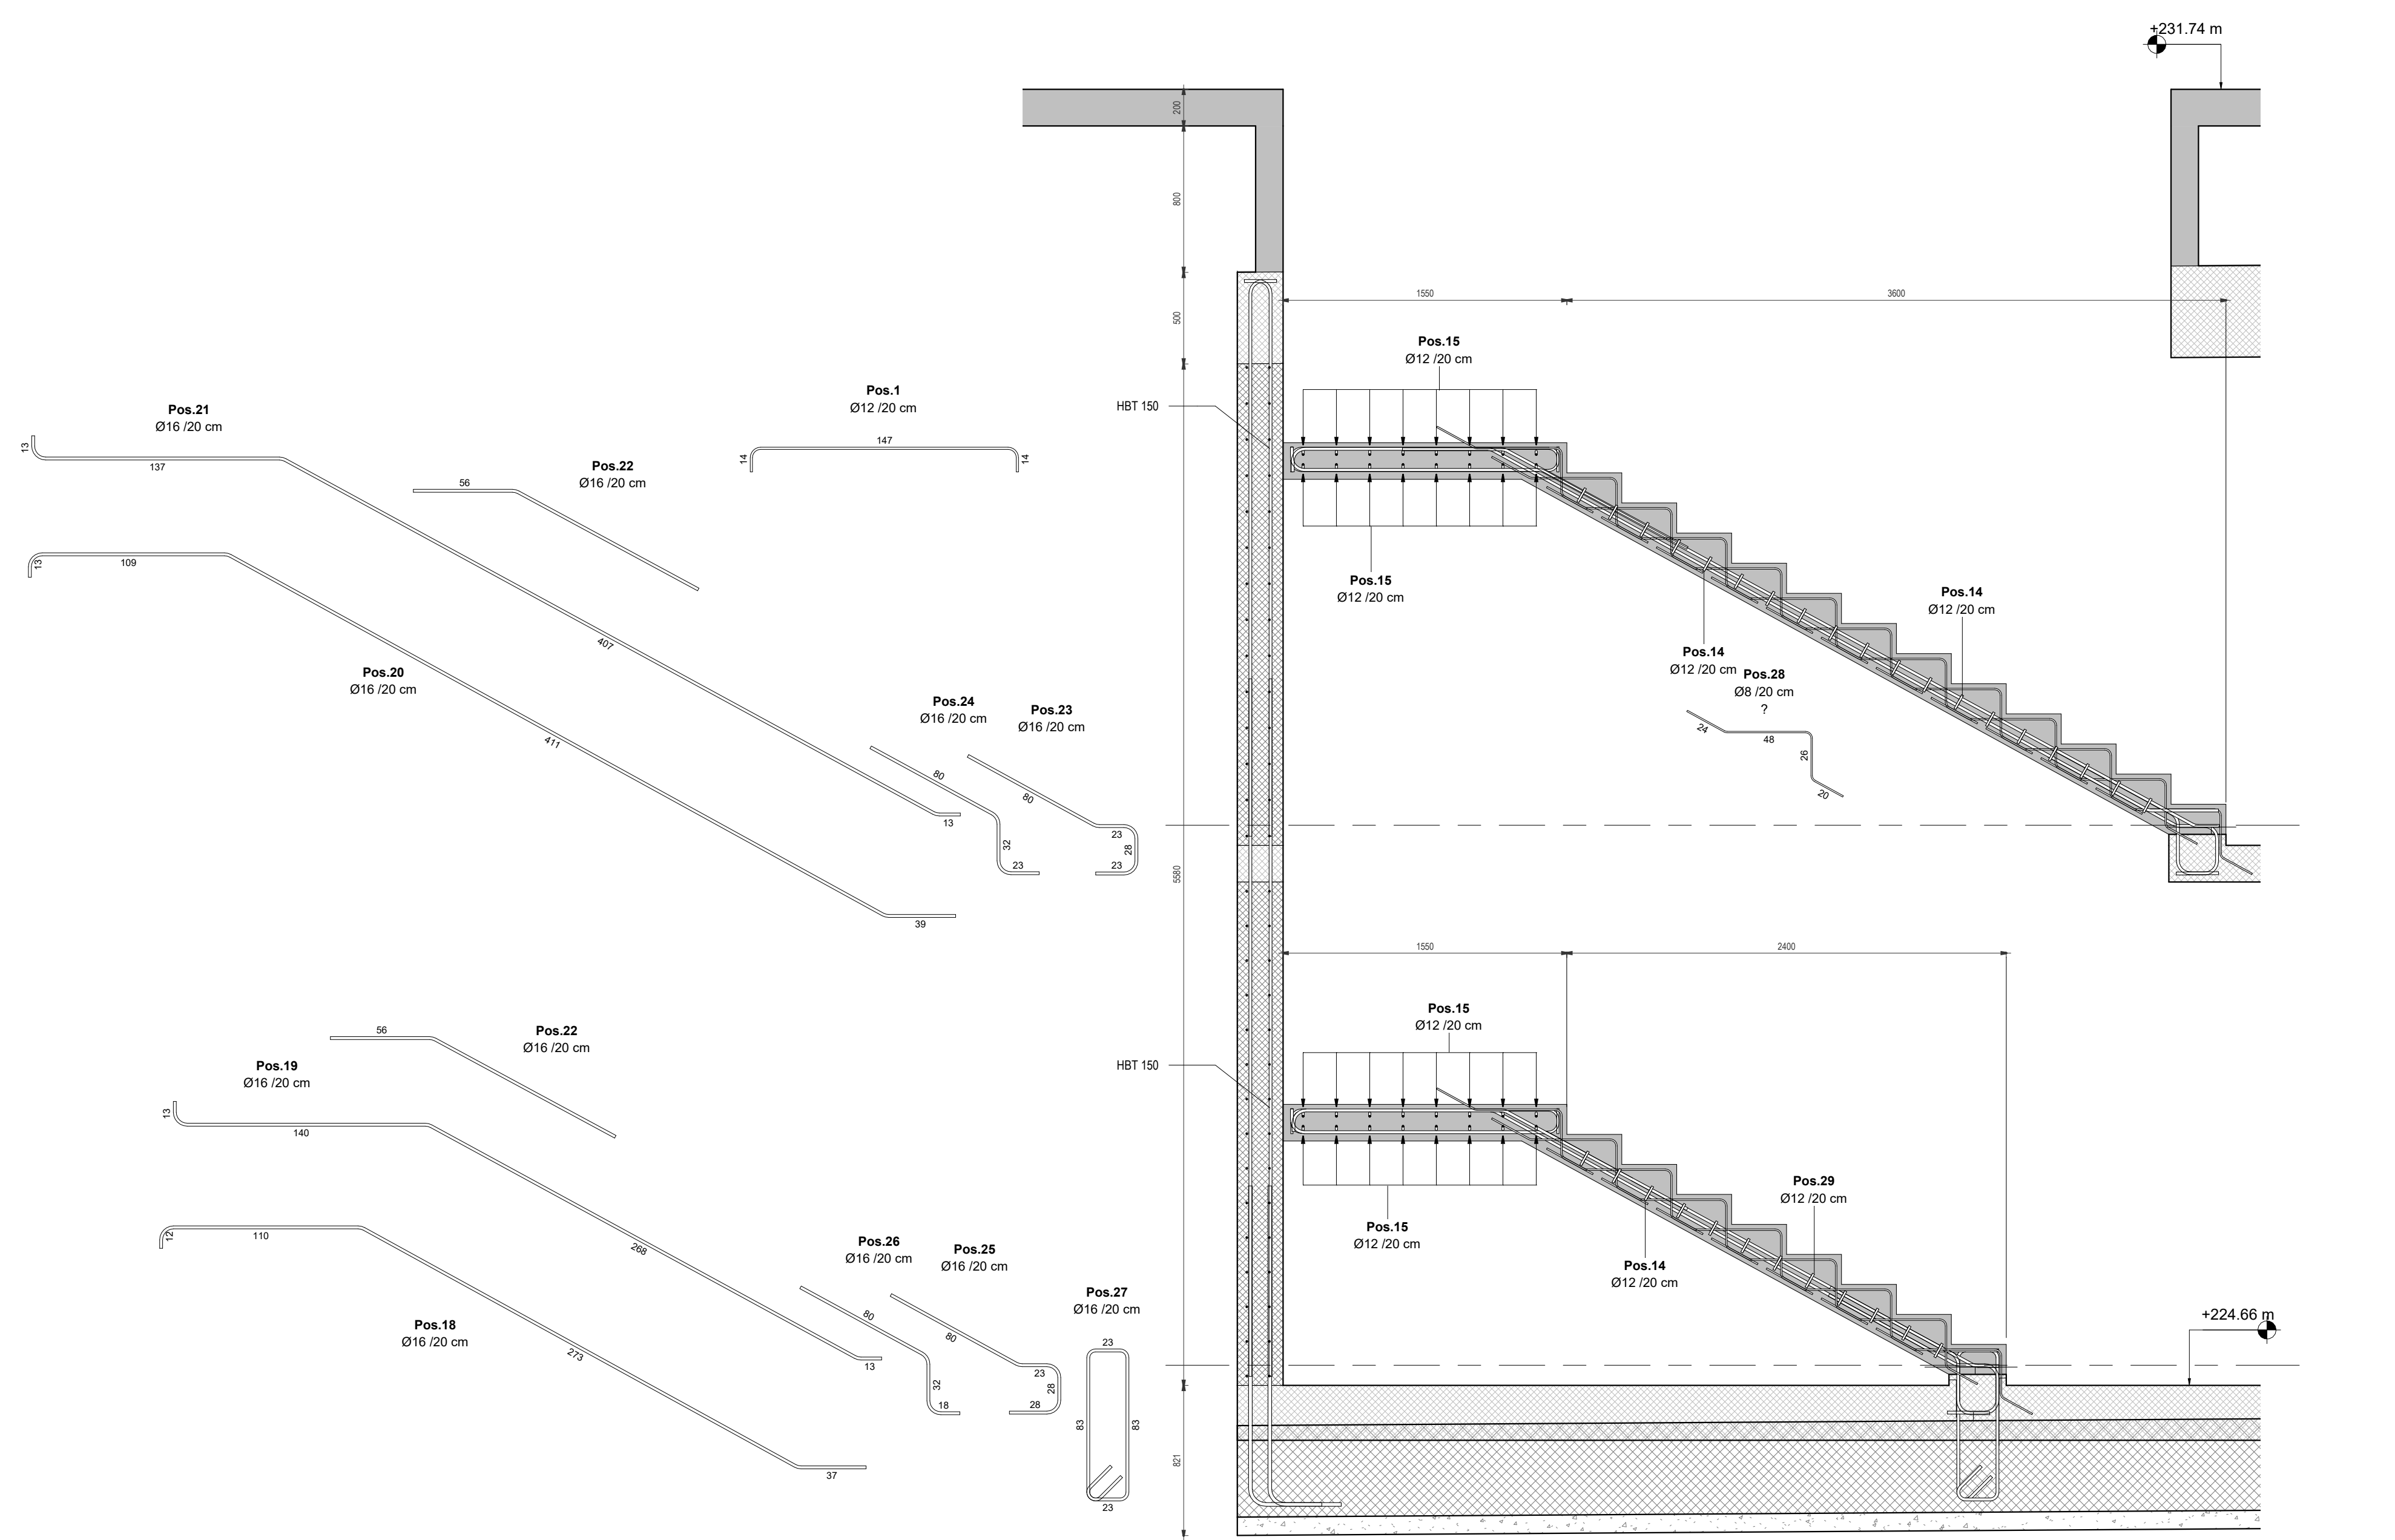 +231.74 m
200
800
500
1550
3600
Pos.15
Ø12 /20 cm
HBT 150
Pos.21
Ø16 /20 cm
13
137
407
13
Pos.22
Ø16 /20 cm
56
Pos.1
Ø12 /20 cm
147
14
14
13
109
Pos.20
Ø16 /20 cm
411
39
Pos.15
Ø12 /20 cm
Pos.14
Ø12 /20 cm
Pos.14
Ø12 /20 cm
Pos.28
Ø8 /20 cm
?
24
48
26
20
Pos.24
Ø16 /20 cm
80
32
23
Pos.23
Ø16 /20 cm
80
23
28
23
5580
1550
2400
Pos.15
Ø12 /20 cm
HBT 150
Pos.22
Ø16 /20 cm
56
Pos.19
Ø16 /20 cm
13
140
268
13
12
110
Pos.18
Ø16 /20 cm
273
37
Pos.15
Ø12 /20 cm
Pos.29
Ø12 /20 cm
Pos.14
Ø12 /20 cm
Pos.26
Ø16 /20 cm
80
32
18
Pos.25
Ø16 /20 cm
80
23
28
28
Pos.27
Ø16 /20 cm
23
83
83
23
+224.66 m
821